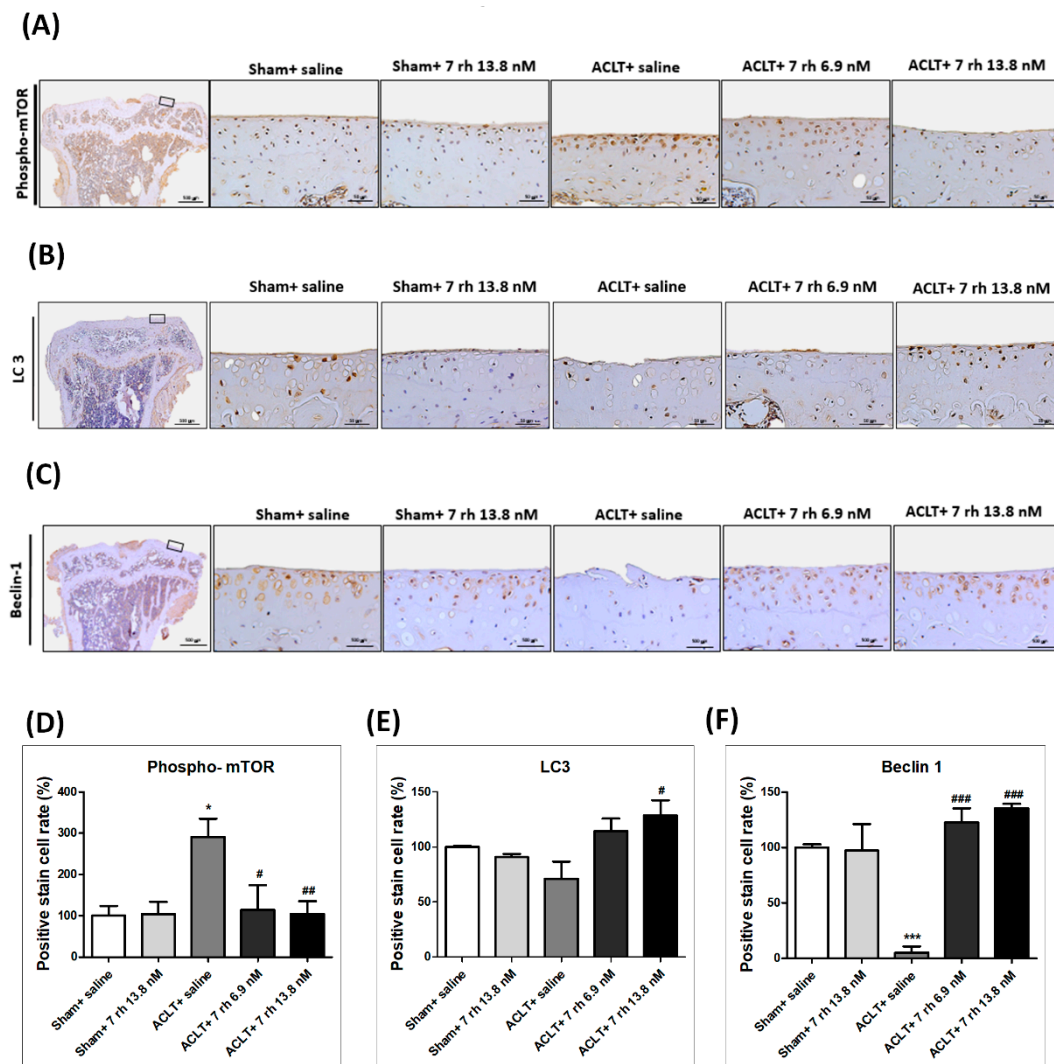 (A)
Sham+ saline Sham+ 7 rh 13.8 nM ACLT+ saline ACLT+ 7 rh 6.9 nM ACLT+ 7 rh 13.8 nM
Phospho-mTOR
(B)
Sham+ saline Sham+ 7 rh 13.8 nM ACLT+ saline ACLT+ 7 rh 6.9 nM ACLT+ 7 rh 13.8 nM
LC 3
(C)
Sham+ saline Sham+ 7 rh 13.8 nM ACLT+ saline ACLT+ 7 rh 6.9 nM ACLT+ 7 rh 13.8 nM
Beclin-1
(D)
Phospho- mTOR
Positive stain cell rate (%)
400
300
200
100
0
*
#
##
Sham+ saline
Sham+ 7 rh 13.8 nM
ACLT+ saline
ACLT+ 7 rh 6.9 nM
ACLT+ 7 rh 13.8 nM
(E)
LC3
Positive stain cell rate (%)
150
100
50
0
#
Sham+ saline
Sham+ 7 rh 13.8 nM
ACLT+ saline
ACLT+ 7 rh 6.9 nM
ACLT+ 7 rh 13.8 nM
(F)
Beclin 1
Positive stain cell rate (%)
150
100
50
0
***
###
###
Sham+ saline
Sham+ 7 rh 13.8 nM
ACLT+ saline
ACLT+ 7 rh 6.9 nM
ACLT+ 7 rh 13.8 nM